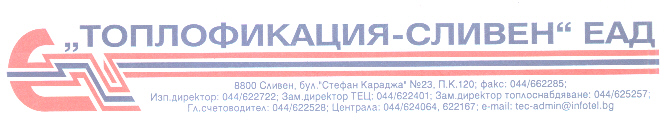 „ТОПЛОФИКАЦИЯ-СЛИВЕН“ ЕАД
8800 Сливен, бул."Стефан Караджа" №23, П.К.120; факс: 044/662285;
Изп.директор: 044/622722; Зам.директор ТЕЦ: 044/622401; Зам.директор топлоснабдяване: 044/625257;
Гл.счетоводител: 044/622528; Централа: 044/624064, 622167; e-mail: tec-admin@infotel.bg